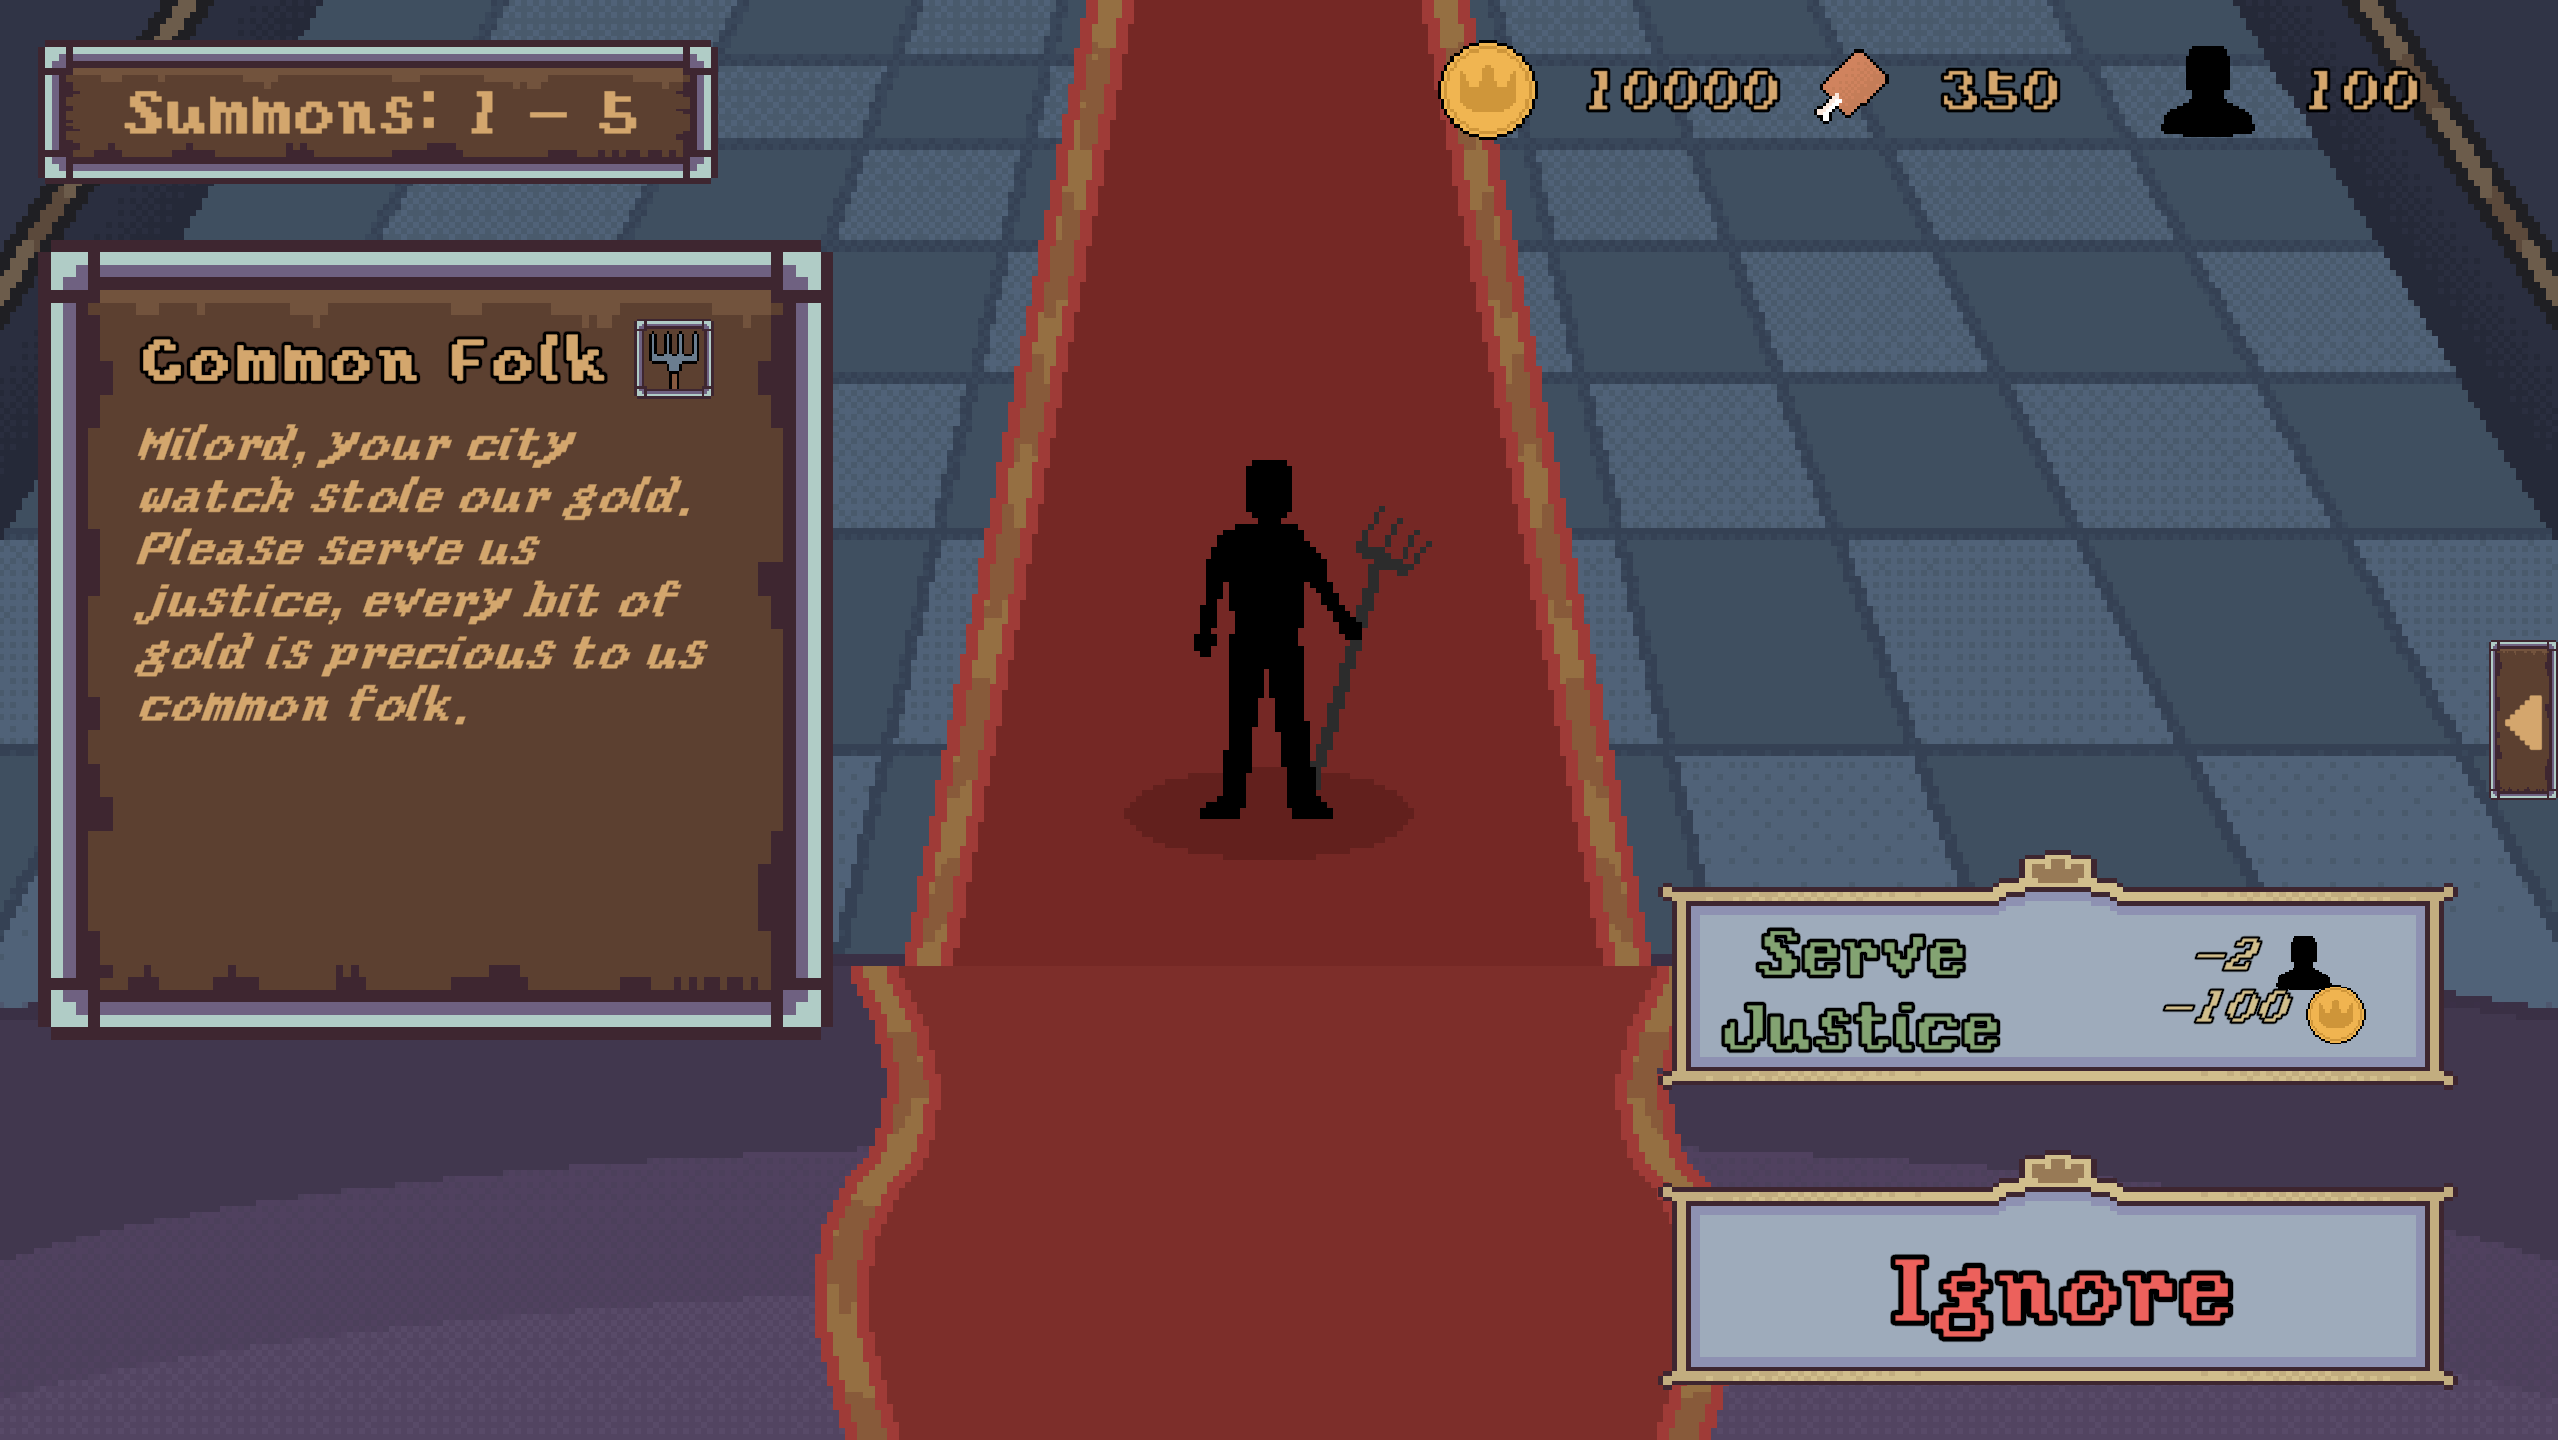 Summons: 1 - 5
10000
350
100
Common Folk
Milord, your city
watch stole our gold.
Please serve us
justice, every bit of
gold is precious to us
common folk.
Serve
Justice
-2
-100
Ignore